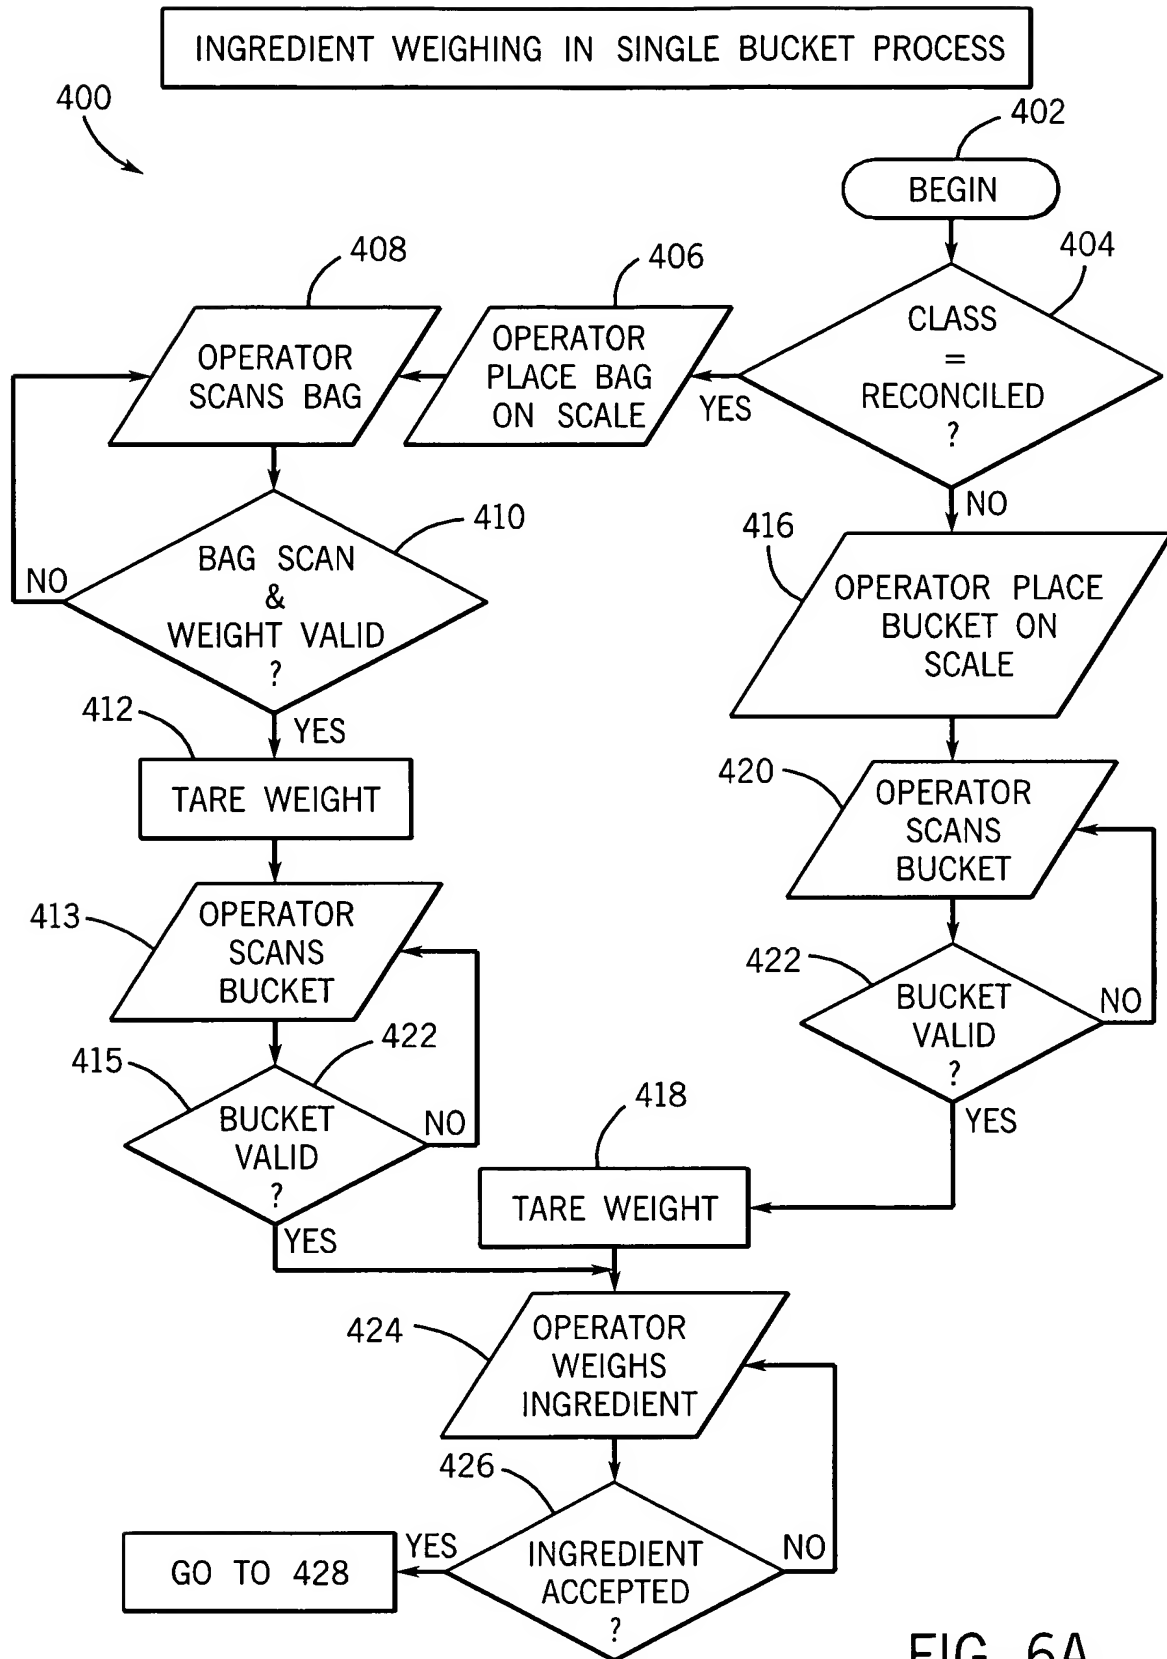 INGREDIENT WEIGHING IN SINGLE BUCKET PROCESS
400
402
BEGIN
404
CLASS
=
RECONCILED
?
YES
NO
406
OPERATOR
PLACE BAG
ON SCALE
408
OPERATOR
SCANS BAG
410
BAG SCAN
&
WEIGHT VALID
?
NO
YES
412
TARE WEIGHT
413
OPERATOR
SCANS
BUCKET
415
422
BUCKET
VALID
?
NO
YES
416
OPERATOR PLACE
BUCKET ON
SCALE
420
OPERATOR
SCANS
BUCKET
422
BUCKET
VALID
?
NO
YES
418
TARE WEIGHT
424
OPERATOR
WEIGHS
INGREDIENT
426
INGREDIENT
ACCEPTED
?
NO
YES
GO TO 428
FIG. 6A